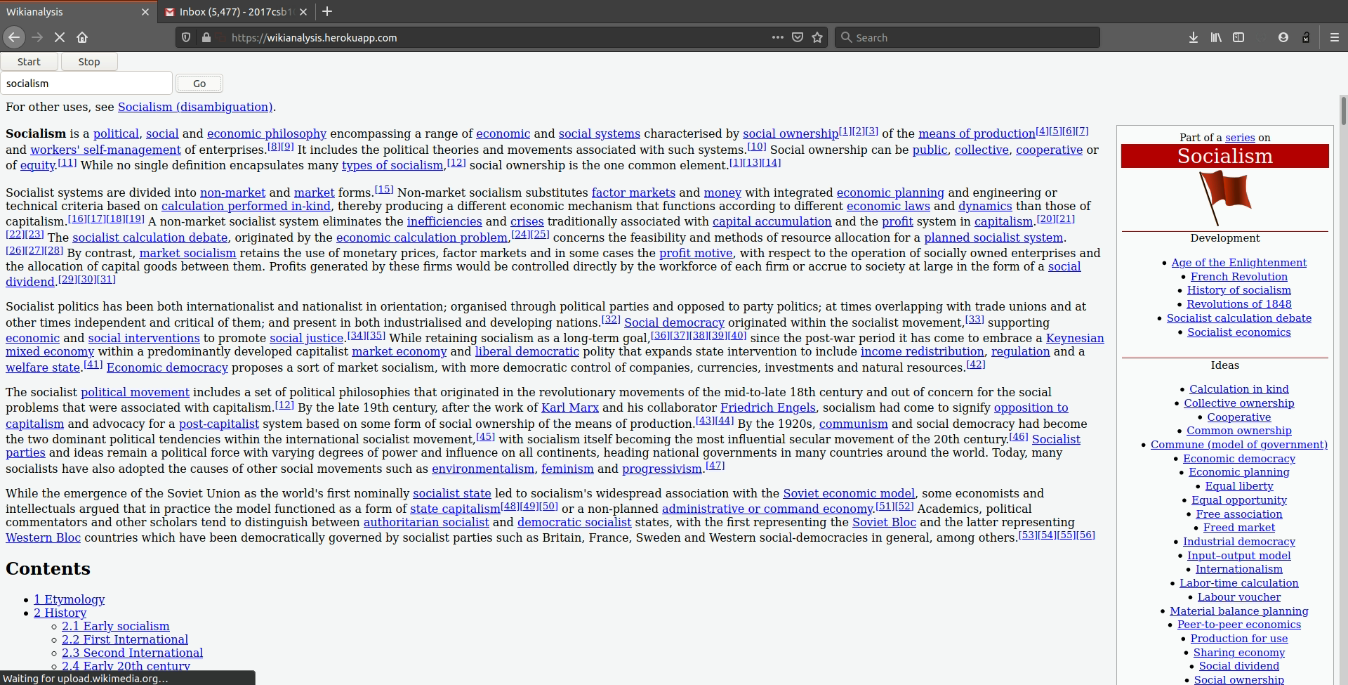 Wikianalysis
Inbox (5,477) - 2017csb1
https://wikianalysis.herokuapp.com
Search
Start Stop
socialism Go
For other uses, see Socialism (disambiguation).
Socialism is a political, social and economic philosophy encompassing a range of economic and social systems characterised by social ownership[1][2][3] of the means of production[4][5][6][7]
and workers' self-management of enterprises.[8][9] It includes the political theories and movements associated with such systems.[10] Social ownership can be public, collective, cooperative or
of equity.[11] While no single definition encapsulates many types of socialism,[12] social ownership is the one common element.[1][13][14]
Socialist systems are divided into non-market and market forms.[15] Non-market socialism substitutes factor markets and money with integrated economic planning and engineering or
technical criteria based on calculation performed in-kind, thereby producing a different economic mechanism that functions according to different economic laws and dynamics than those of
capitalism.[16][17][18][19] A non-market socialist system eliminates the inefficiencies and crises traditionally associated with capital accumulation and the profit system in capitalism.[20][21]
[22][23] The socialist calculation debate, originated by the economic calculation problem,[24][25] concerns the feasibility and methods of resource allocation for a planned socialist system.
[26][27][28] By contrast, market socialism retains the use of monetary prices, factor markets and in some cases the profit motive, with respect to the operation of socially owned enterprises and
the allocation of capital goods between them. Profits generated by these firms would be controlled directly by the workforce of each firm or accrue to society at large in the form of a social
dividend.[29][30][31]
Socialist politics has been both internationalist and nationalist in orientation; organised through political parties and opposed to party politics; at times overlapping with trade unions and at
other times independent and critical of them; and present in both industrialised and developing nations.[32] Social democracy originated within the socialist movement,[33] supporting
economic and social interventions to promote social justice.[34][35] While retaining socialism as a long-term goal,[36][37][38][39][40] since the post-war period it has come to embrace a Keynesian
mixed economy within a predominantly developed capitalist market economy and liberal democratic polity that expands state intervention to include income redistribution, regulation and a
welfare state.[41] Economic democracy proposes a sort of market socialism, with more democratic control of companies, currencies, investments and natural resources.[42]
The socialist political movement includes a set of political philosophies that originated in the revolutionary movements of the mid-to-late 18th century and out of concern for the social
problems that were associated with capitalism.[12] By the late 19th century, after the work of Karl Marx and his collaborator Friedrich Engels, socialism had come to signify opposition to
capitalism and advocacy for a post-capitalist system based on some form of social ownership of the means of production.[43][44] By the 1920s, communism and social democracy had become
the two dominant political tendencies within the international socialist movement,[45] with socialism itself becoming the most influential secular movement of the 20th century.[46] Socialist
parties and ideas remain a political force with varying degrees of power and influence on all continents, heading national governments in many countries around the world. Today, many
socialists have also adopted the causes of other social movements such as environmentalism, feminism and progressivism.[47]
While the emergence of the Soviet Union as the world's first nominally socialist state led to socialism's widespread association with the Soviet economic model, some economists and
intellectuals argued that in practice the model functioned as a form of state capitalism[48][49][50] or a non-planned administrative or command economy.[51][52] Academics, political
commentators and other scholars tend to distinguish between authoritarian socialist and democratic socialist states, with the first representing the Soviet Bloc and the latter representing
Western Bloc countries which have been democratically governed by socialist parties such as Britain, France, Sweden and Western social-democracies in general, among others.[53][54][55][56]
Contents
1 Etymology
2 History
2.1 Early socialism
2.2 First International
2.3 Second International
2.4 Early 20th century
Waiting for upload.wikimedia.org...
Part of a series on
Socialism
Development
Age of the Enlightenment
French Revolution
History of socialism
Revolutions of 1848
Socialist calculation debate
Socialist economics
Ideas
Calculation in kind
Collective ownership
Cooperative
Common ownership
Commune (model of government)
Economic democracy
Economic planning
Equal liberty
Equal opportunity
Free association
Freed market
Industrial democracy
Input–output model
Internationalism
Labor-time calculation
Labour voucher
Material balance planning
Peer-to-peer economics
Production for use
Sharing economy
Social dividend
Social ownership